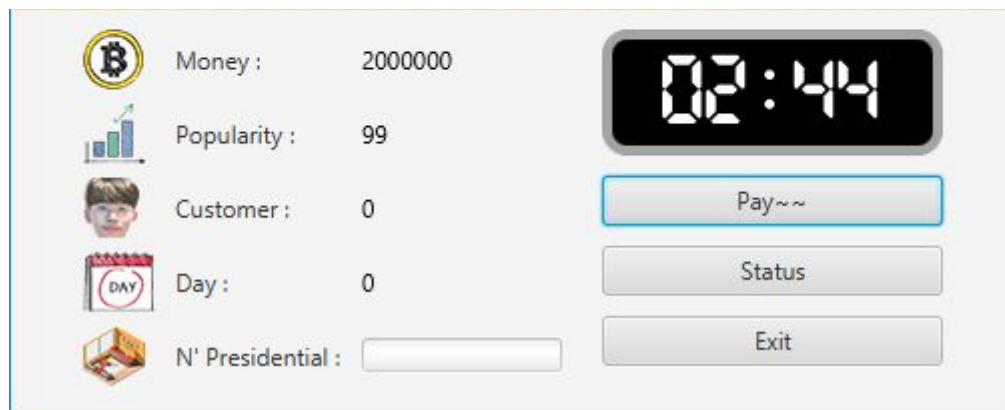 Money : 2000000
Popularity : 99
Customer : 0
DAY
Day : 0
N' Presidential :
02:44
Pay~~
Status
Exit